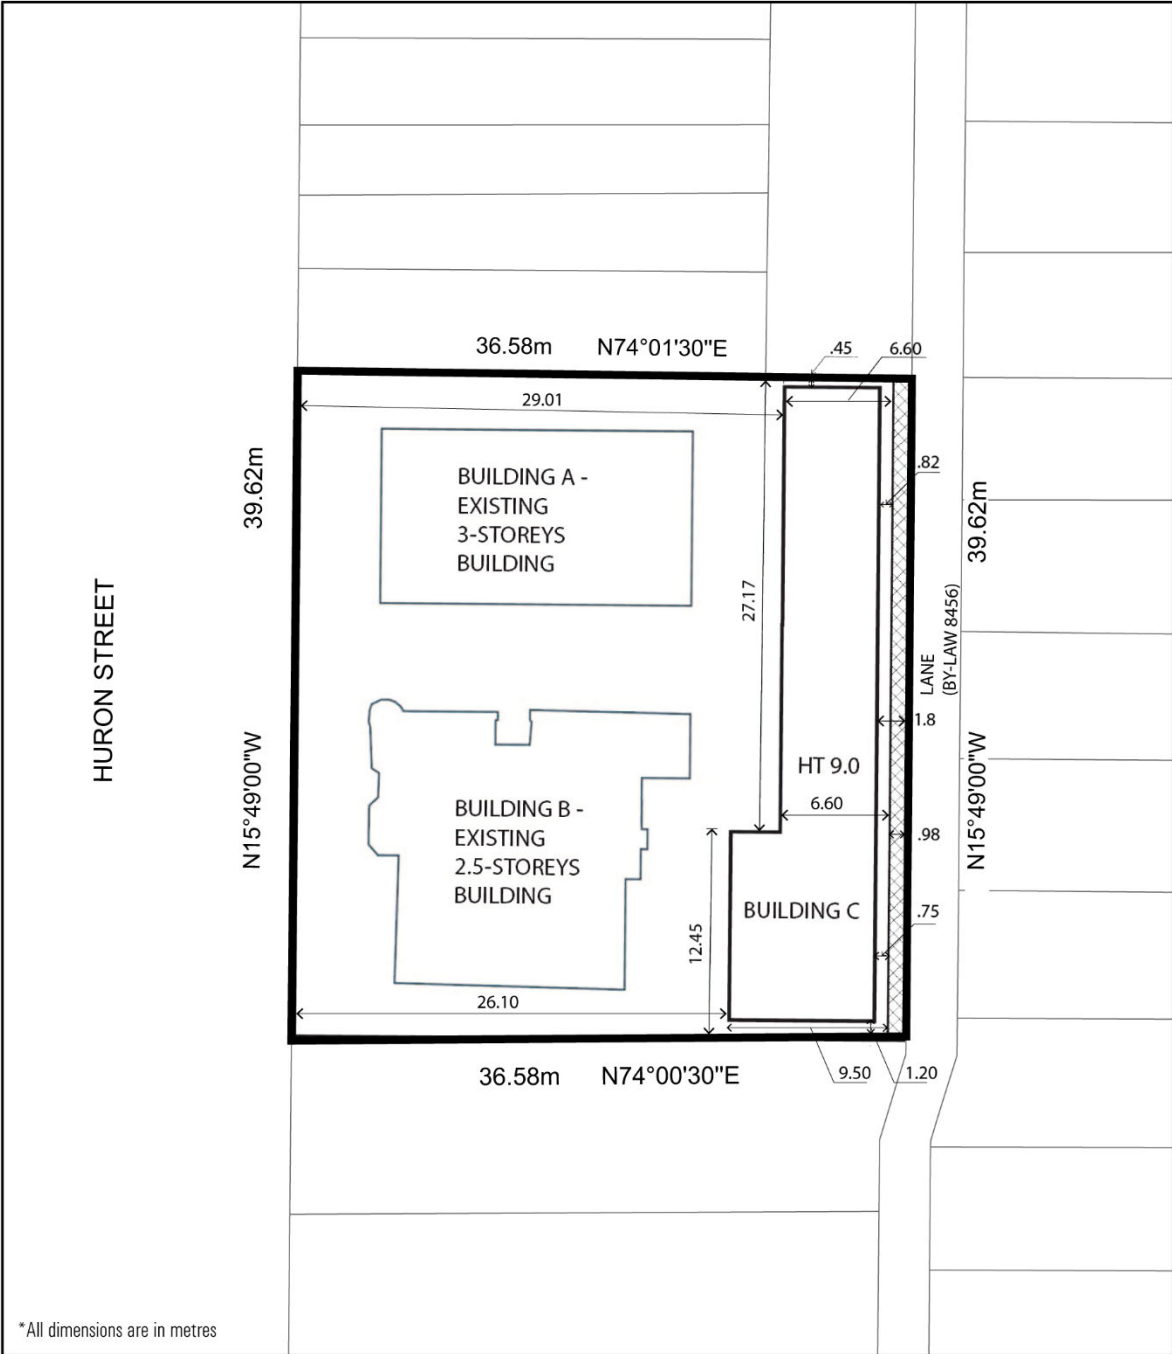 36.58m N74°01'30"E
.45
6.60
29.01
BUILDING A -
EXISTING
3-STOREYS
BUILDING
.82
39.62m
39.62m
27.17
HURON STREET
LANE
(BY-LAW 8456)
1.8
N15°49'00"W
N15°49'00"W
HT 9.0
6.60
.98
BUILDING B -
EXISTING
2.5-STOREYS
BUILDING
BUILDING C
.75
12.45
26.10
36.58m N74°00'30"E
9.50
1.20
*All dimensions are in metres